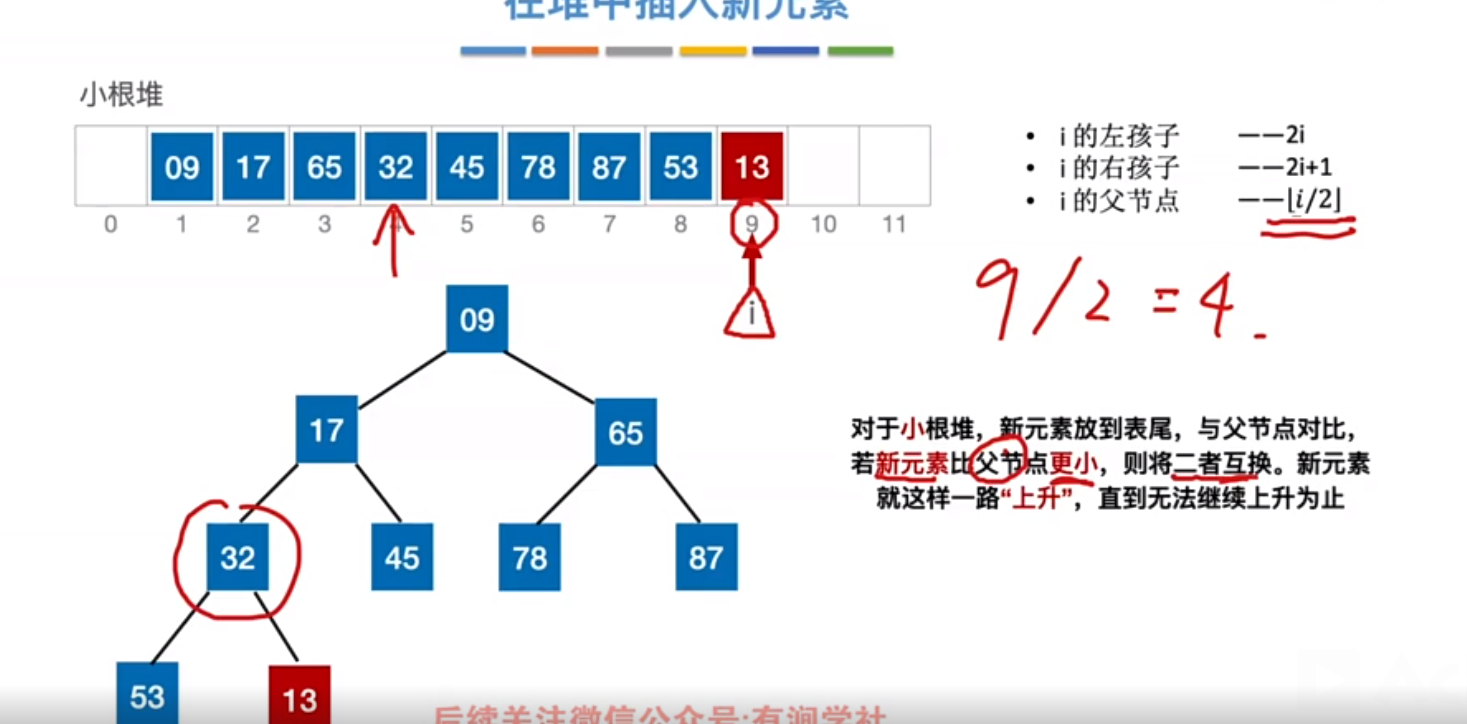 在堆中插入新元素
小根堆
09 17 65 32 45 78 87 53 13
0 1 2 3 4 5 6 7 8 9 10 11
i
• i 的左孩子 ——2i
• i 的右孩子 ——2i+1
• i 的父节点 ——⌊i/2⌋
9/2=4
09
17 65
32 45 78 87
53 13
对于小根堆，新元素放到表尾，与父节点对比，
若新元素比父节点更小，则将二者互换。新元素
就这样一路“上升”，直到无法继续上升为止
后续关注微信公众号:有涧学社